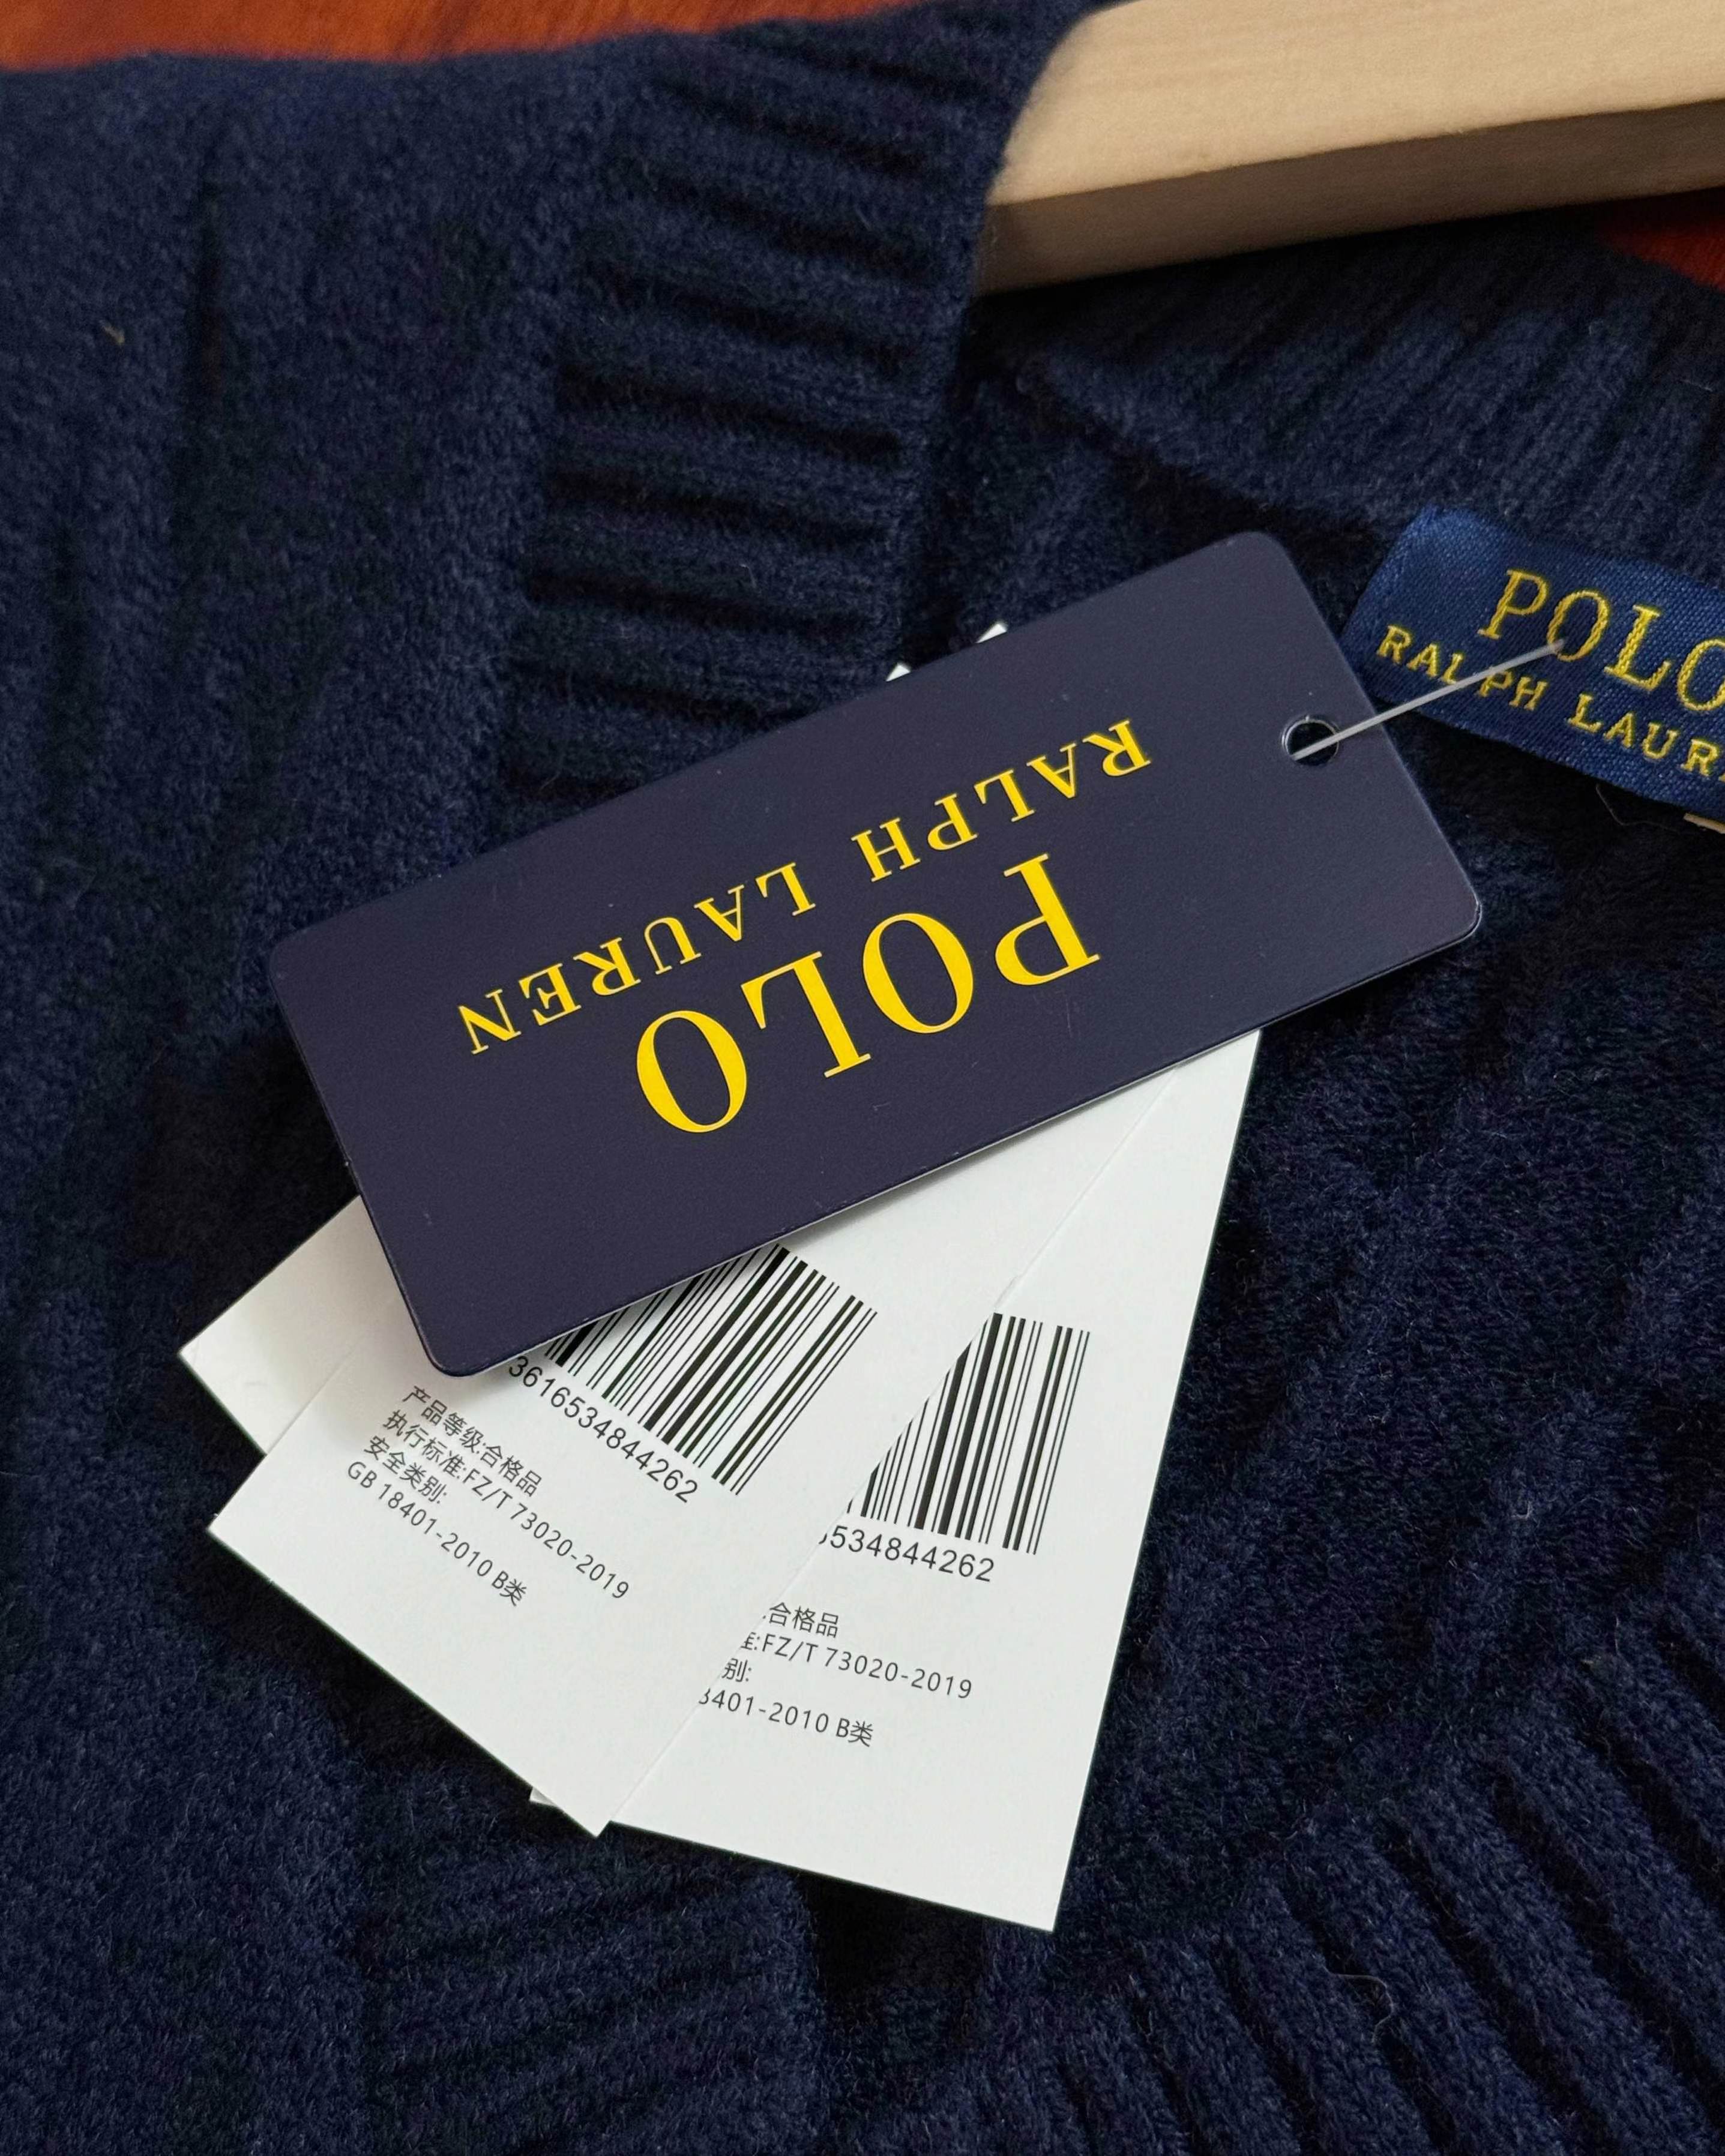 POLO
RALPH LAUREN
POLO
RALPH LAUR
3616534844262
产品等级:合格品
执行标准:FZ/T 73020-2019
安全类别:
GB 18401-2010 B类
534844262
:合格品
:FZ/T 73020-2019
别:
401-2010 B类